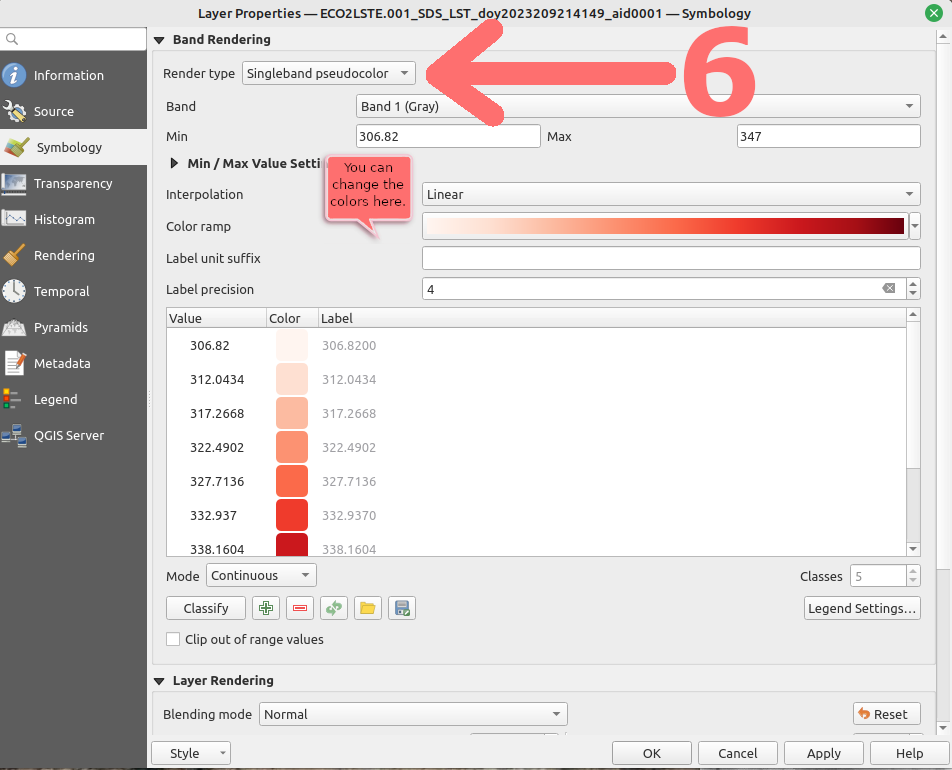 Layer Properties — ECO2LSTE.001_SDS_LST_doy2023209214149_aid0001 — Symbology
Information
Source
Symbology
Transparency
Histogram
Rendering
Temporal
Pyramids
Metadata
Legend
QGIS Server
Band Rendering
Render type Singleband pseudocolor
6
Band Band 1 (Gray)
Min 306.82 Max 347
Min / Max Value Setti
You can
change the
colors here.
Interpolation Linear
Color ramp
Label unit suffix
Label precision 4
Value Color Label
306.82 306.8200
312.0434 312.0434
317.2668 317.2668
322.4902 322.4902
327.7136 327.7136
332.937 332.9370
338.1604 338.1604
Mode Continuous Classes 5
Classify Legend Settings...
Clip out of range values
Layer Rendering
Blending mode Normal Reset
Style OK Cancel Apply Help